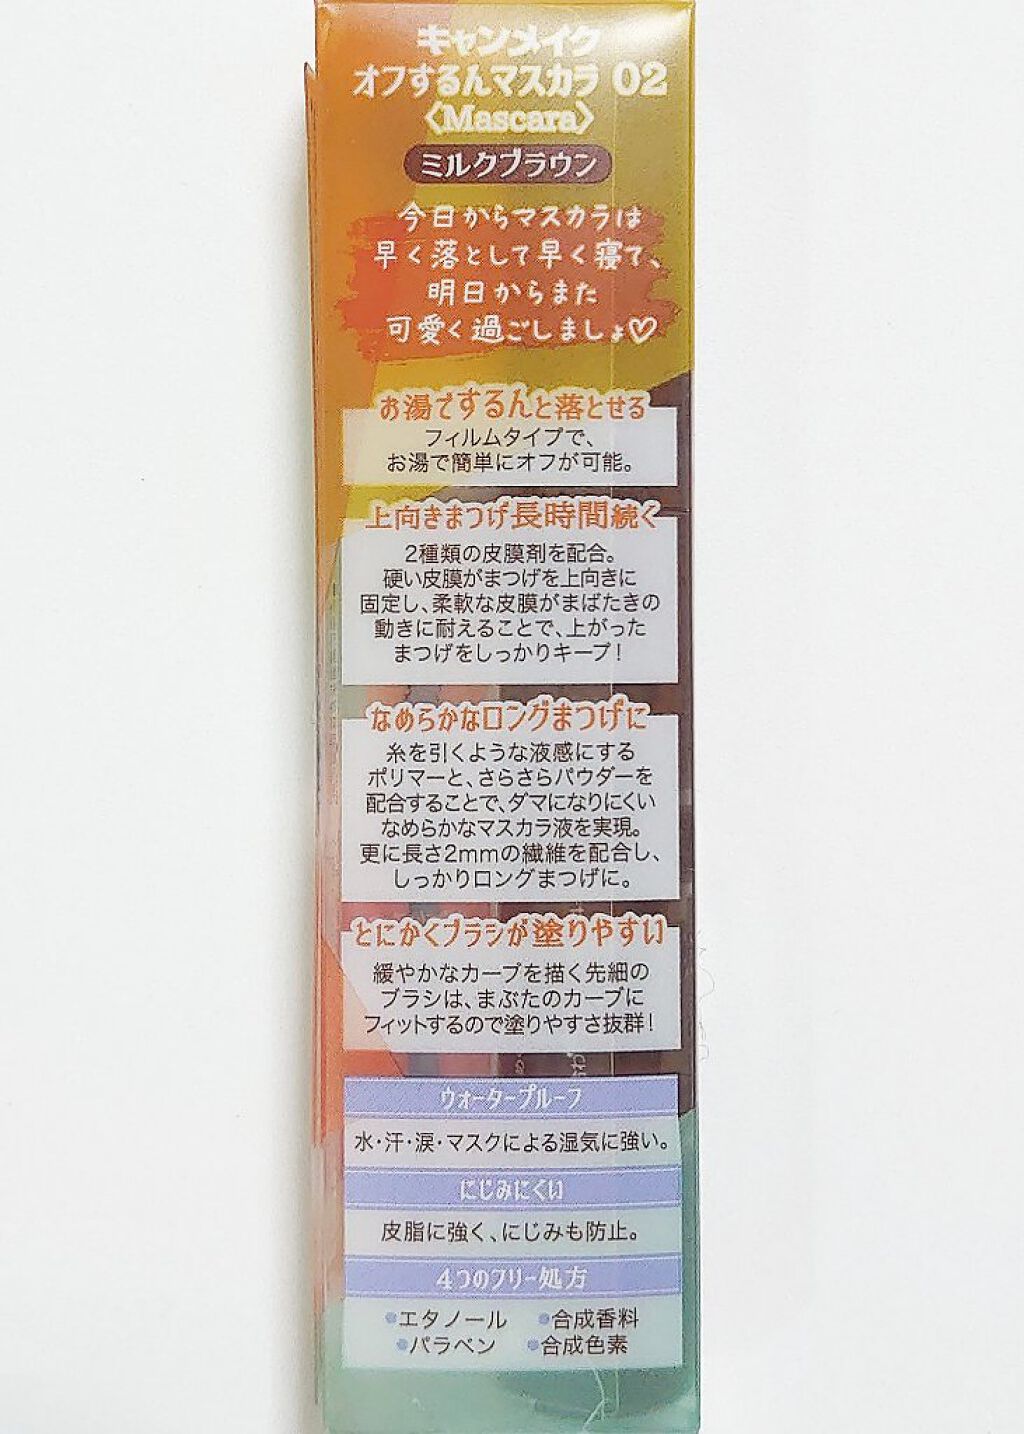 キャンメイク
オフするんマスカラ 02
〈Mascara〉
ミルクブラウン
今日からマスカラは
早く落として早く寝て、
明日からまた
可愛く過ごしましょ♡
お湯でするんと落とせる
フィルムタイプで、
お湯で簡単にオフが可能。
上向きまつげ長時間続く
2種類の皮膜剤を配合。
硬い皮膜がまつげを上向きに
固定し、柔軟な皮膜がまばたきの
動きに耐えることで、上がった
まつげをしっかりキープ！
なめらかなロングまつげに
糸を引くような液感にする
ポリマーと、さらさらパウダーを
配合することで、ダマになりにくい
なめらかなマスカラ液を実現。
更に長さ2mmの繊維を配合し、
しっかりロングまつげに。
とにかくブラシが塗りやすい
緩やかなカーブを描く先細の
ブラシは、まぶたのカーブに
フィットするので塗りやすさ抜群！
ウォータープルーフ
水・汗・涙・マスクによる湿気に強い。
にじみにくい
皮脂に強く、にじみも防止。
4つのフリー処方
●エタノール ●合成香料
●パラベン ●合成色素